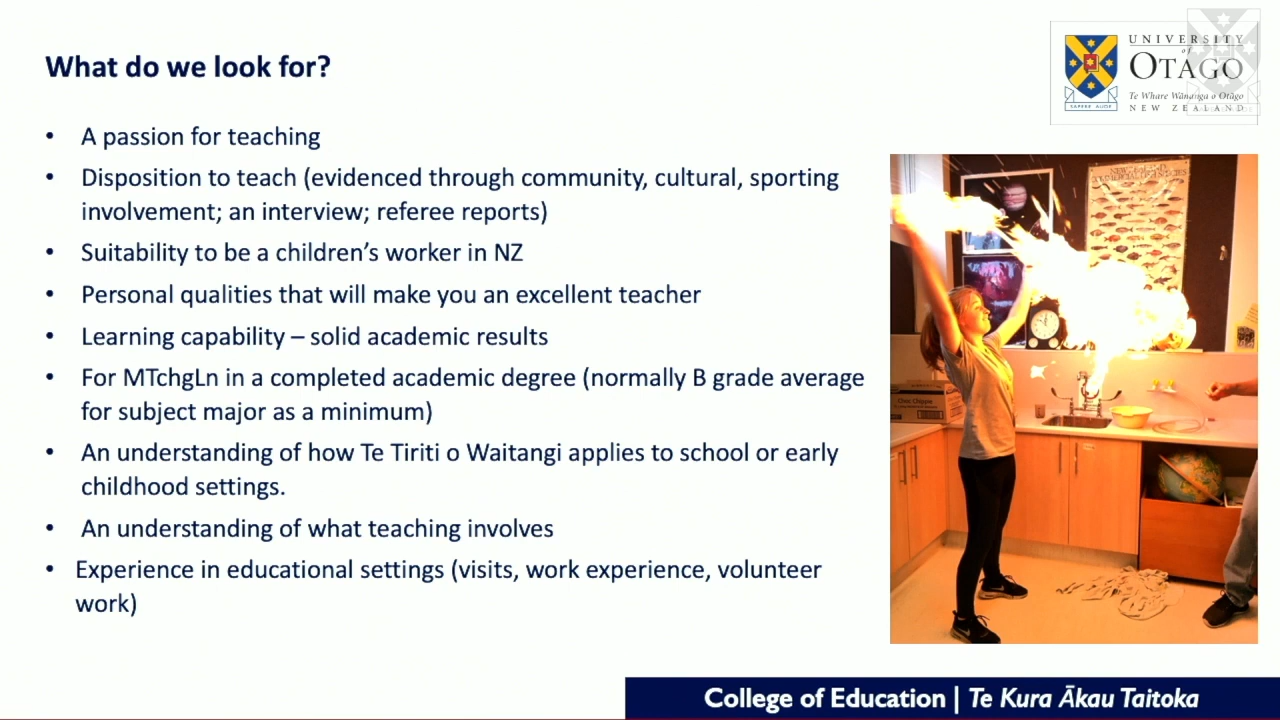 What do we look for?
• A passion for teaching
• Disposition to teach (evidenced through community, cultural, sporting
involvement; an interview; referee reports)
• Suitability to be a children’s worker in NZ
• Personal qualities that will make you an excellent teacher
• Learning capability – solid academic results
• For MTchgLn in a completed academic degree (normally B grade average
for subject major as a minimum)
• An understanding of how Te Tiriti o Waitangi applies to school or early
childhood settings.
• An understanding of what teaching involves
• Experience in educational settings (visits, work experience, volunteer
work)
UNIVERSITY
of
OTAGO
Te Whare Wānanga o Otāgo
NEW ZEALAND
SAPERE AUDE
College of Education | Te Kura Ākau Taitoka